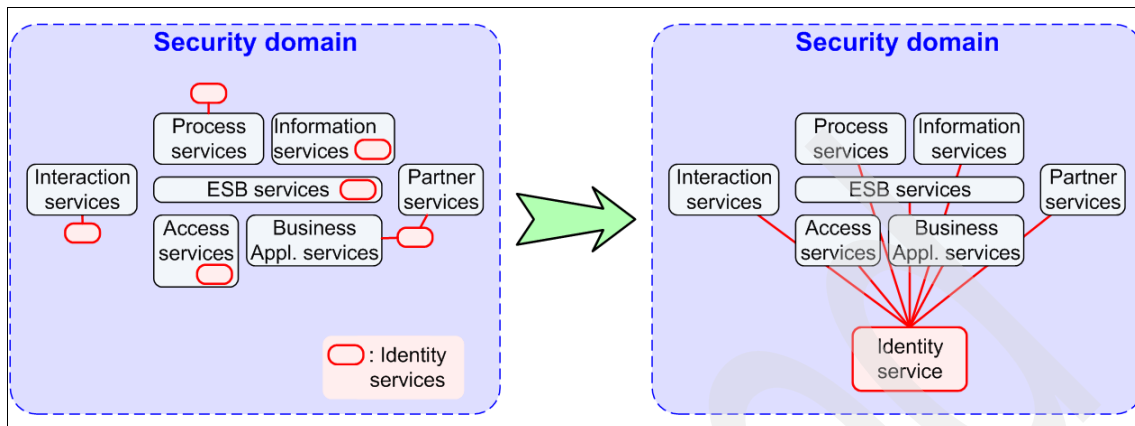 Security domain
Process
services
Information
services
Interaction
services
ESB services
Partner
services
Access
services
Business
Appl. services
: Identity
services
Security domain
Process
services
Information
services
Interaction
services
ESB services
Partner
services
Access
services
Business
Appl. services
Identity
service